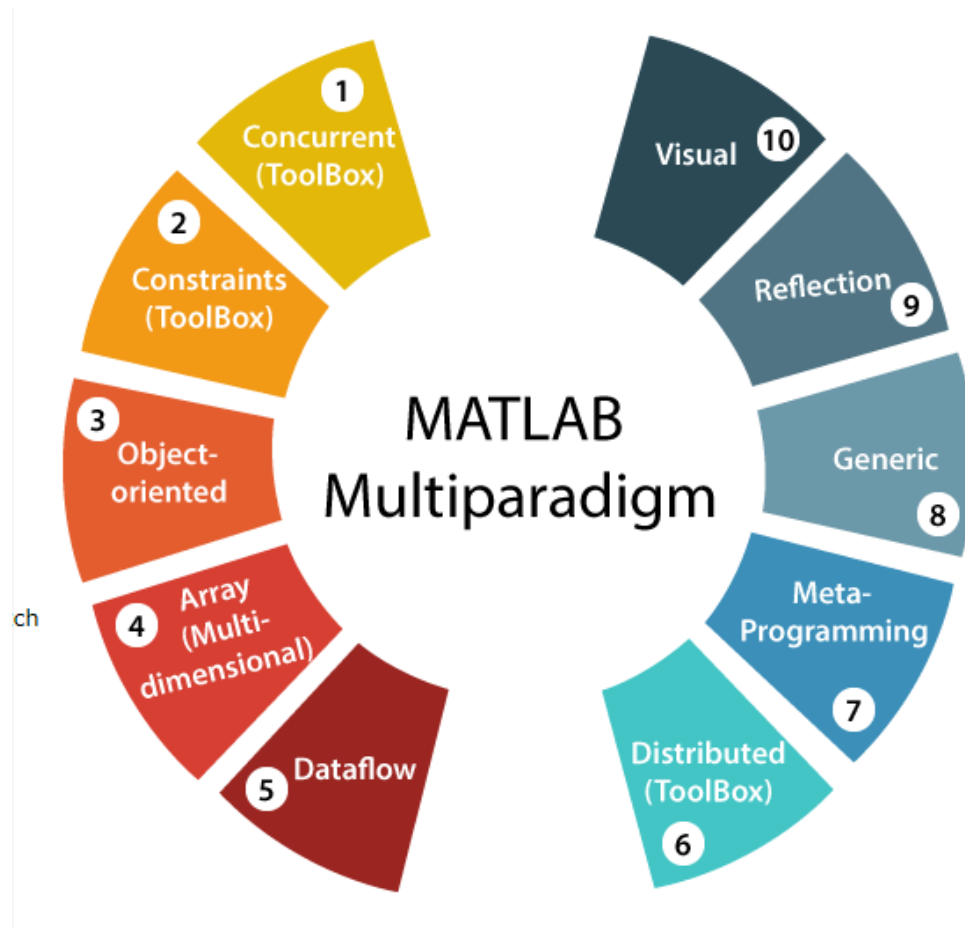 1
Concurrent
(ToolBox)
2
Constraints
(ToolBox)
3
Object-
oriented
4
Array
(Multi-
dimensional)
5
Dataflow
MATLAB
Multiparadigm
6
Distributed
(ToolBox)
7
Meta-
Programming
8
Generic
9
Reflection
10
Visual
ch